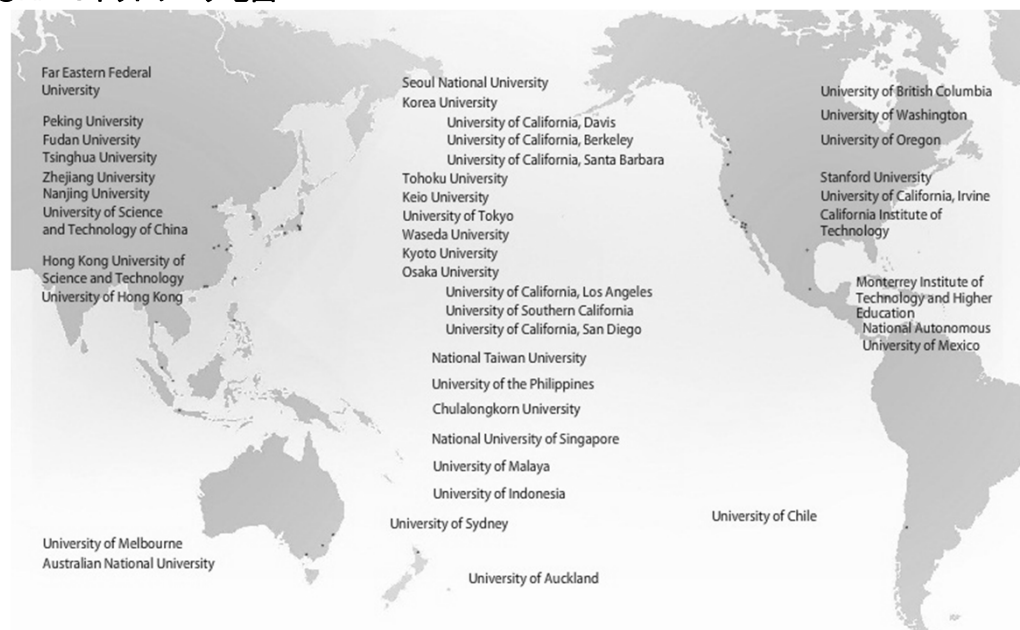 Far Eastern Federal
University
Peking University
Fudan University
Tsinghua University
Zhejiang University
Nanjing University
University of Science
and Technology of China
Hong Kong University of
Science and Technology
University of Hong Kong
University of Melbourne
Australian National University
Seoul National University
Korea University
University of California, Davis
University of California, Berkeley
University of California, Santa Barbara
Tohoku University
Keio University
University of Tokyo
Waseda University
Kyoto University
Osaka University
University of California, Los Angeles
University of Southern California
University of California, San Diego
National Taiwan University
University of the Philippines
Chulalongkorn University
National University of Singapore
University of Malaya
University of Indonesia
University of Sydney
University of Auckland
University of Chile
University of British Columbia
University of Washington
University of Oregon
Stanford University
University of California, Irvine
California Institute of
Technology
Monterrey Institute of
Technology and Higher
Education
National Autonomous
University of Mexico